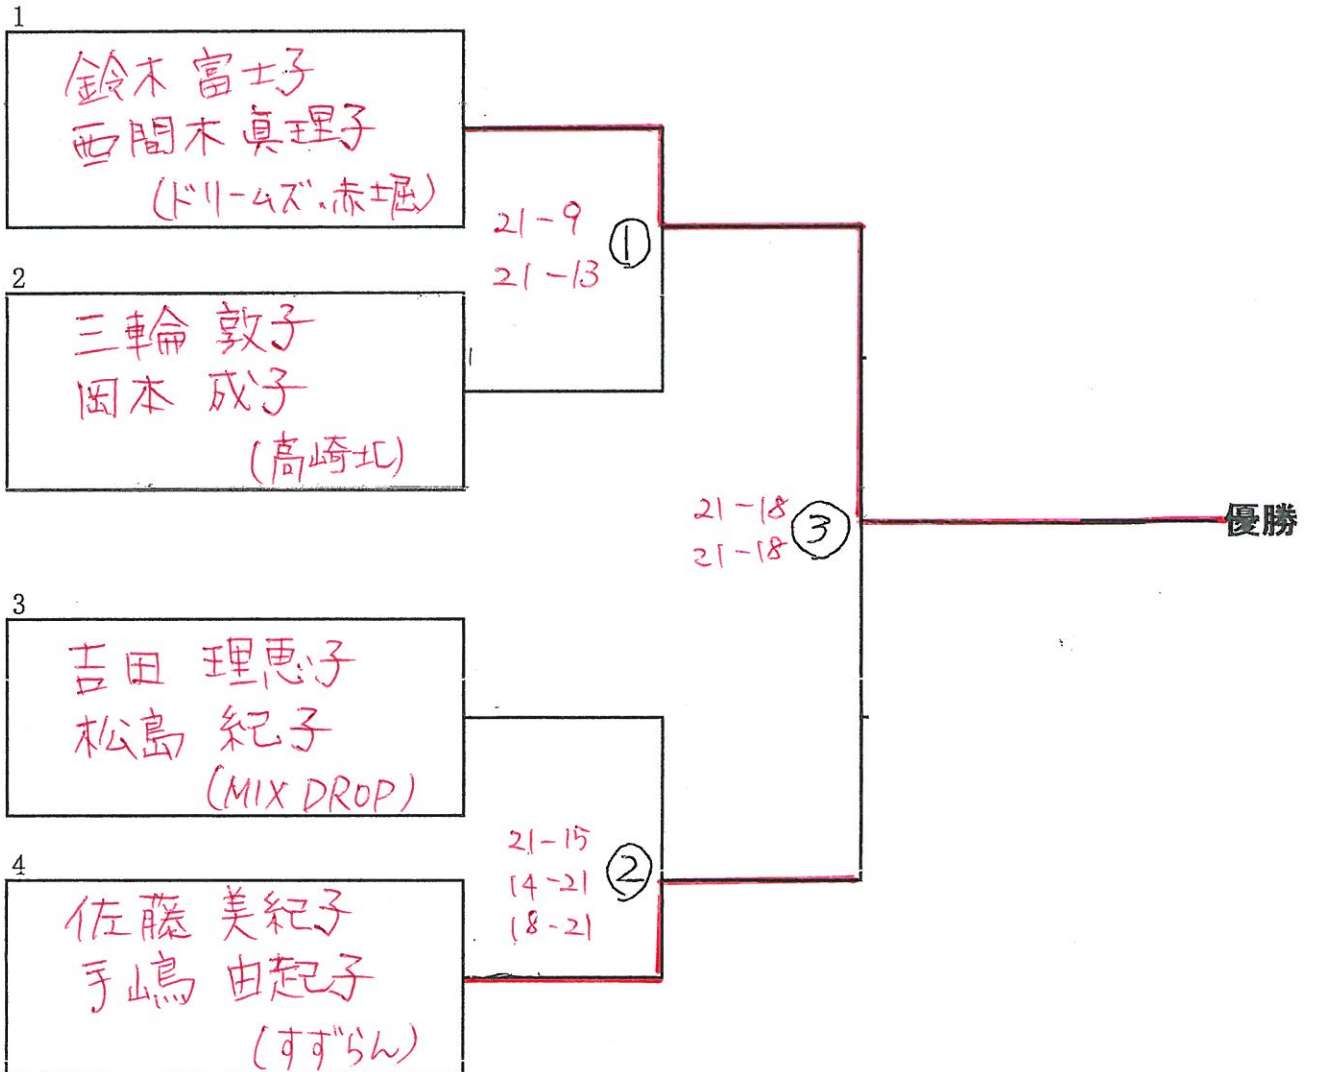 1
鈴木 富士子
西間木 眞理子
(ドリームズ・赤堀)
21-9
21-13
①
2
三輪 敦子
岡本 成子
(高崎北)
21-18
21-18
③
優勝
3
吉田 理恵子
松島 紀子
(MIX DROP)
21-15
14-21
18-21
②
4
佐藤 美紀子
手嶋 由起子
(すずらん)